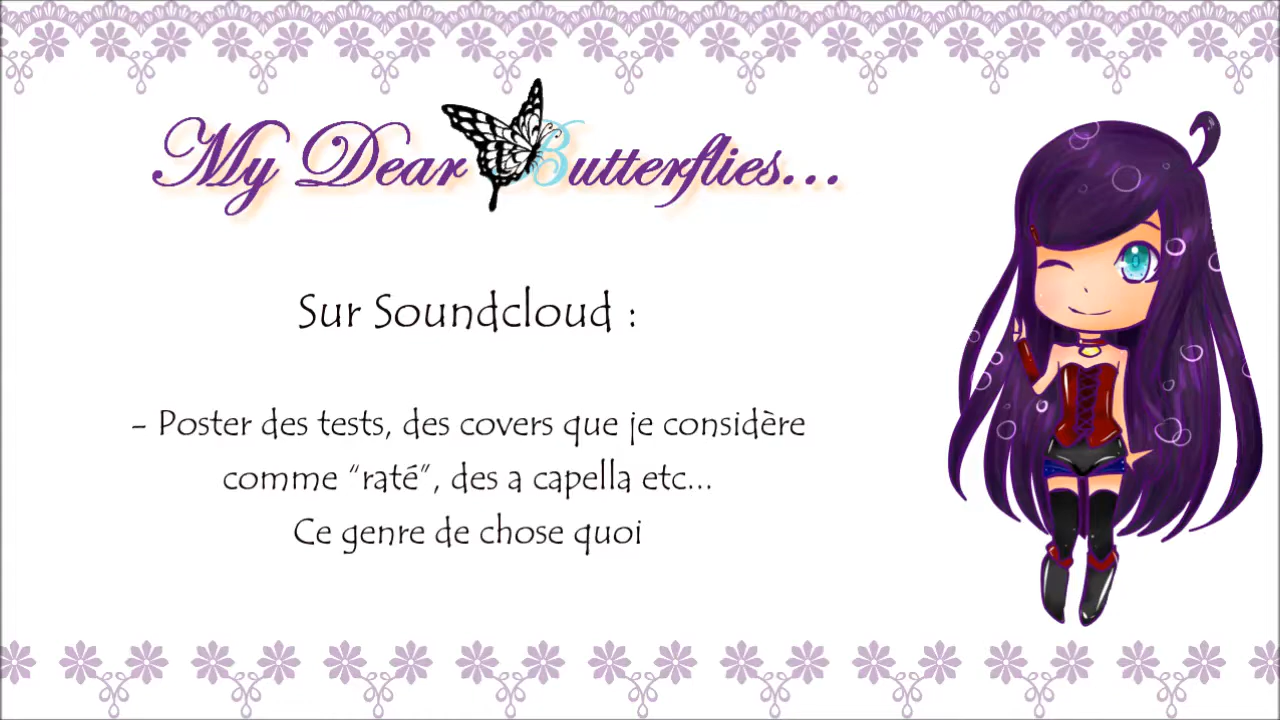 My Dear Butterflies...
Sur Soundcloud :
- Poster des tests, des covers que je considère
comme “raté”, des a capella etc...
Ce genre de chose quoi